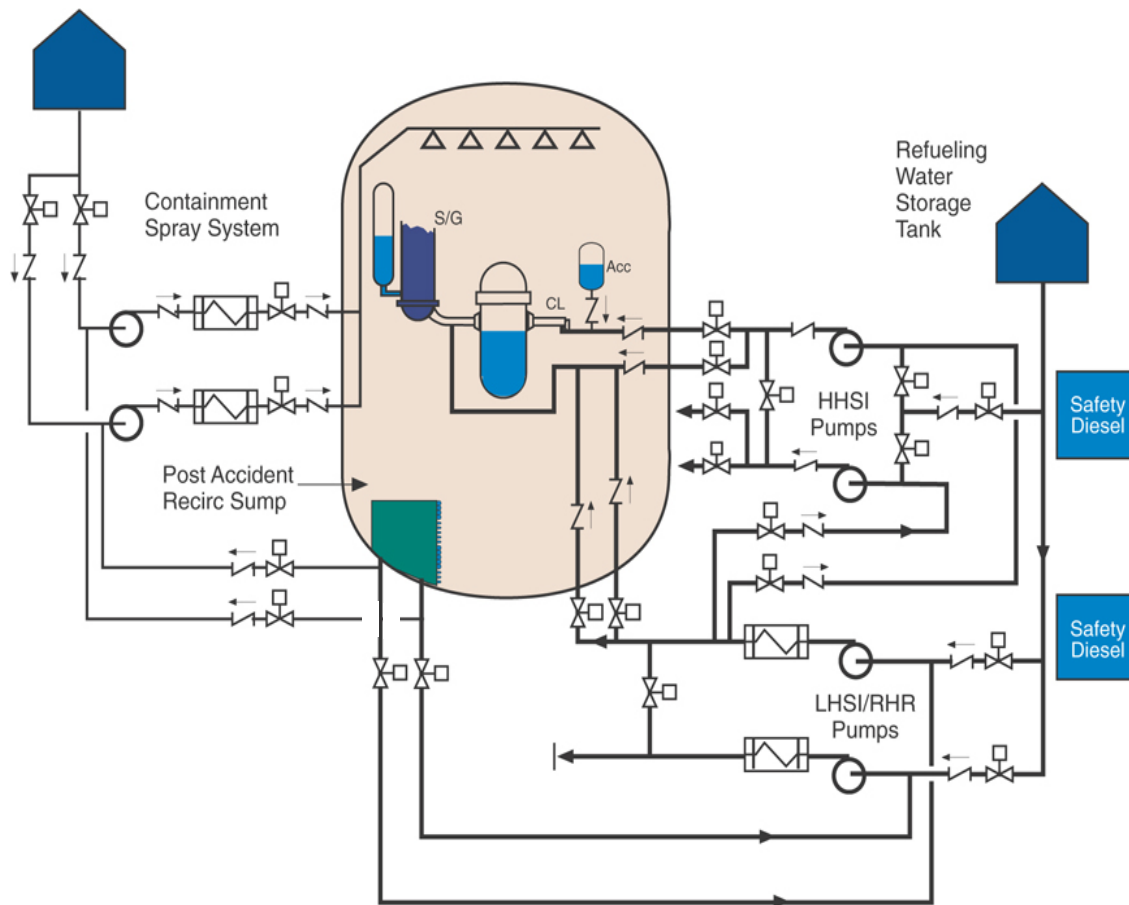 Containment
Spray System
S/G
Acc
CL
Refueling
Water
Storage
Tank
HHSI
Pumps
Safety
Diesel
Post Accident
Recirc Sump
LHSI/RHR
Pumps
Safety
Diesel